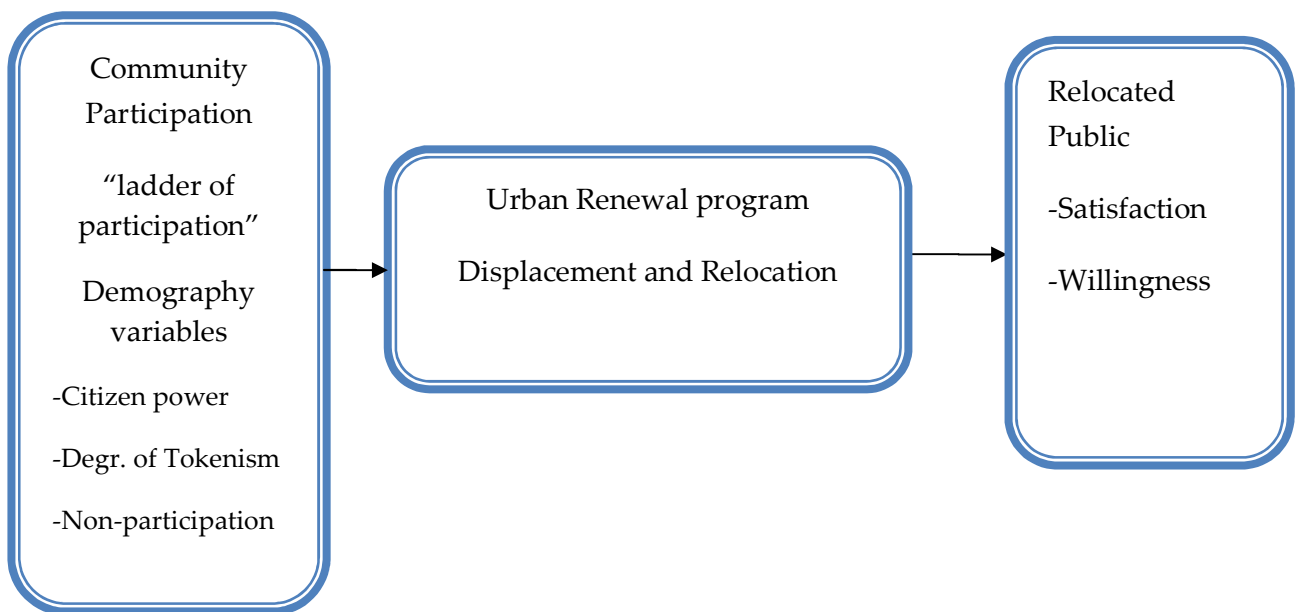 Community
Participation
“ladder of
participation”
Demography
variables
-Citizen power
-Degr. of Tokenism
-Non-participation
Urban Renewal program
Displacement and Relocation
Relocated
Public
-Satisfaction
-Willingness